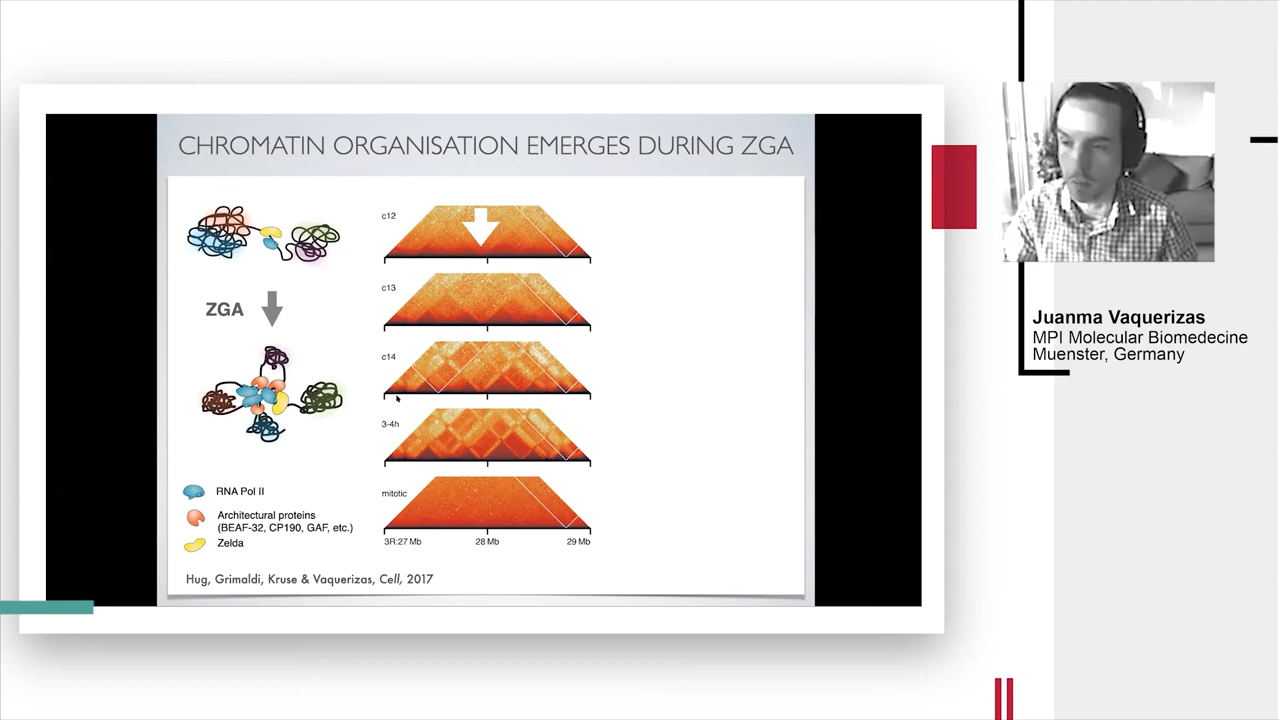 CHROMATIN ORGANISATION EMERGES DURING ZGA
ZGA
RNA Pol II
Architectural proteins
(BEAF-32, CP190, GAF, etc.)
Zelda
c12
c13
c14
3-4h
mitotic
3R:27 Mb 28 Mb 29 Mb
Hug, Grimaldi, Kruse & Vaquerizas, Cell, 2017
Juanma Vaquerizas
MPI Molecular Biomedecine
Muenster, Germany